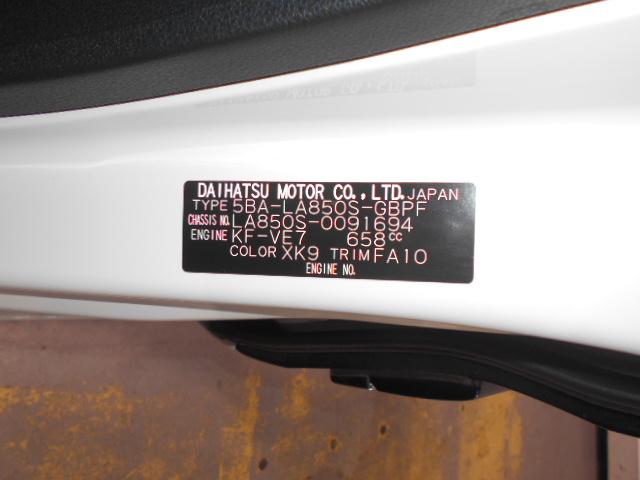 DAIHATSU MOTOR CO., LTD. JAPAN
TYPE 5BA-LA850S-GBPF
CHASSIS NO. LA850S-0091694
ENGINE KF-VE7 658cc
COLOR XK9 TRIM FA10
ENGINE NO.